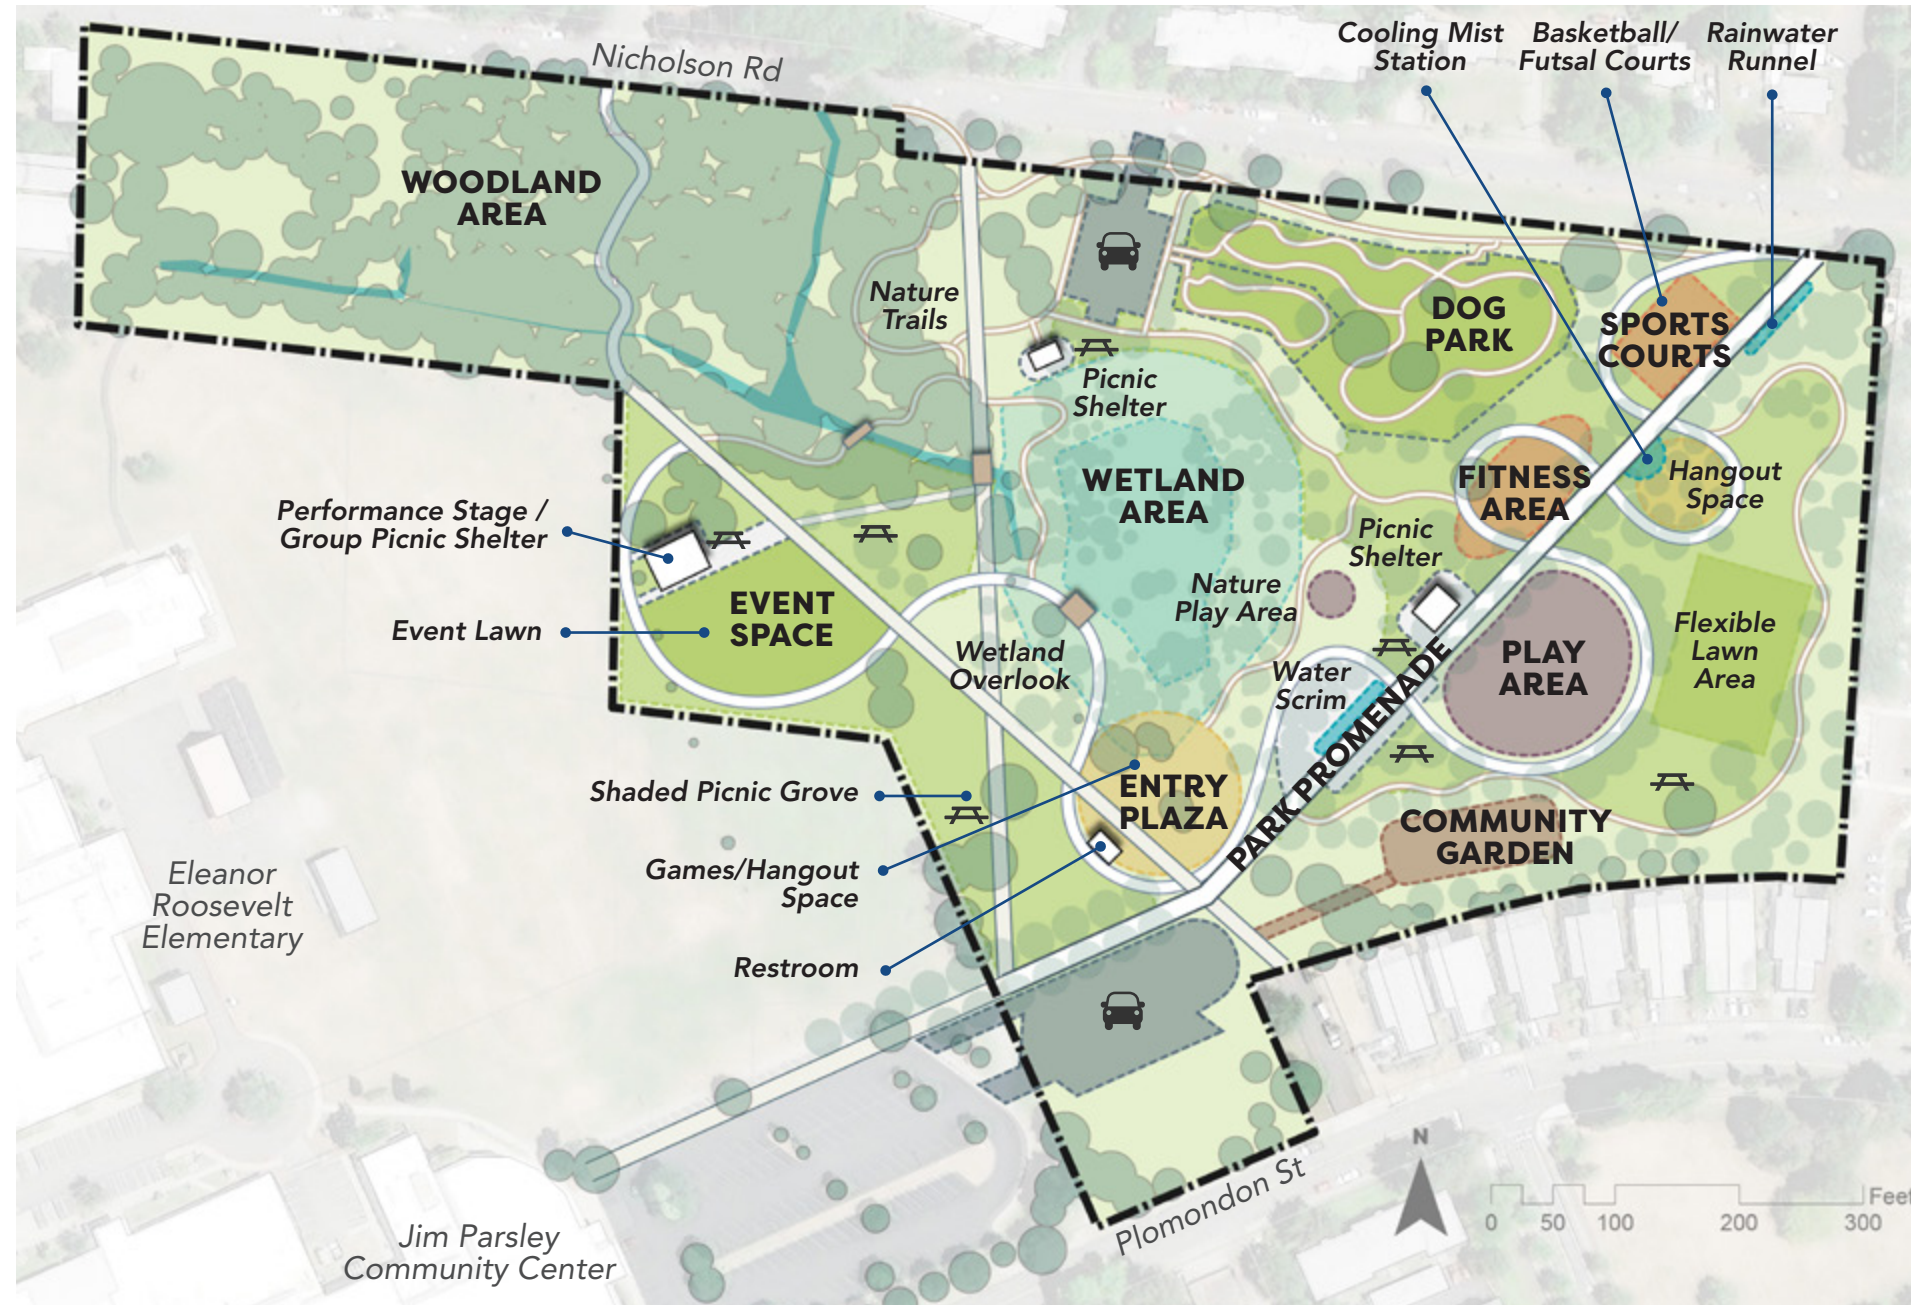 Nicholson Rd
Cooling Mist
Station
Basketball/
Futsal Courts
Rainwater
Runnel
WOODLAND
AREA
Nature
Trails
DOG
PARK
SPORTS
COURTS
Picnic
Shelter
WETLAND
AREA
FITNESS
AREA
Hangout
Space
Performance Stage /
Group Picnic Shelter
Picnic
Shelter
Event Lawn
EVENT
SPACE
Nature
Play Area
Wetland
Overlook
Water
Scrim
PLAY
AREA
Flexible
Lawn
Area
PARK PROMENADE
Shaded Picnic Grove
ENTRY
PLAZA
COMMUNITY
GARDEN
Games/Hangout
Space
Restroom
Eleanor
Roosevelt
Elementary
Jim Parsley
Community Center
Plomondon St
N
Feet
0 50 100 200 300